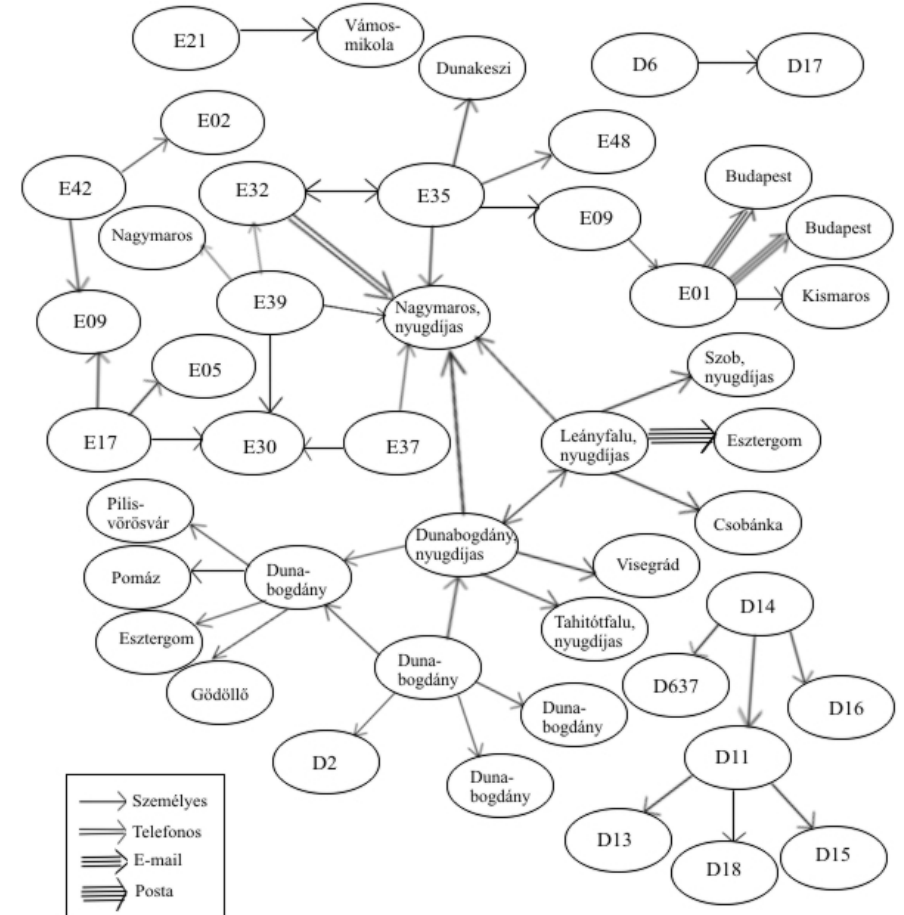 E21
Vámos-
mikola
Dunakeszi
D6
D17
E02
E48
E42
E32
E35
Budapest
E09
Budapest
Nagymaros
E01
Kismaros
E39
Nagymaros,
nyugdíjas
E09
E05
Szob,
nyugdíjas
E17
E30
E37
Leányfalu,
nyugdíjas
Esztergom
Pilis-
vörösvár
Dunabogdány,
nyugdíjas
Csobánka
Pomáz
Duna-
bogdány
Visegrád
Esztergom
Tahitótfalu,
nyugdíjas
D14
Gödöllő
Duna-
bogdány
D637
D16
Duna-
bogdány
D2
Duna-
bogdány
D11
Személyes
Telefonos
E-mail
Posta
D13
D18
D15